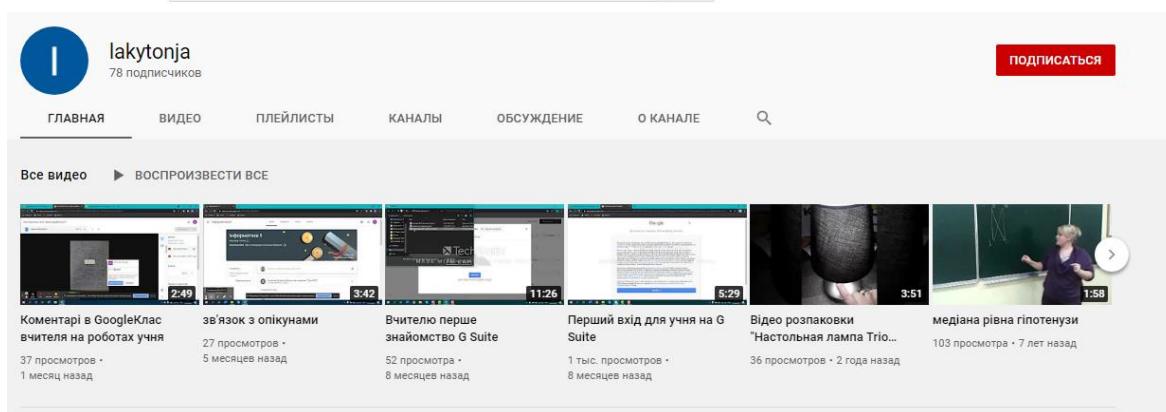 I
lakytonja
78 подписчиков
ПОДПИСАТЬСЯ
ГЛАВНАЯ ВИДЕО ПЛЕЙЛИСТЫ КАНАЛЫ ОБСУЖДЕНИЕ О КАНАЛЕ
Все видео ВОСПРОИЗВЕСТИ ВСЕ
Інформатика 1
Google
2:49 3:42 11:26 5:29 3:51 1:58
Коментарі в GoogleКлас
вчителя на роботах учня
37 просмотров •
1 месяц назад
зв'язок з опікунами
27 просмотров •
5 месяцев назад
Вчителю перше
знайомство G Suite
52 просмотра •
8 месяцев назад
Перший вхід для учня на G
Suite
1 тыс. просмотров •
8 месяцев назад
Відео розпаковки
"Настольная лампа Trio...
36 просмотров • 2 года назад
медіана рівна гіпотенузи
103 просмотра • 7 лет назад